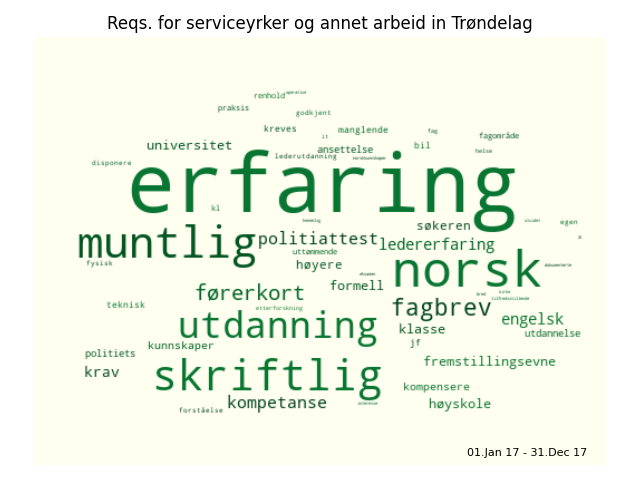 Reqs. for serviceyrker og annet arbeid in Trøndelag
renhold
praksis
godkjent
kreves
manglende
fag
fagområde
universitet
ansettelse
bil
helse
disponere
lederutdanning
erfaring
kl
søkeren
egen
muntlig
politiattest
ledererfaring
uttømmende
fysisk
høyere
norsk
førerkort
formell
teknisk
etterforskning
fagbrev
utdanning
engelsk
klasse
utdannelse
kunnskaper
jf
politiets
fremstillingsevne
krav
skriftlig
kompensere
kompetanse
høyskole
forståelse
01.Jan 17 - 31.Dec 17